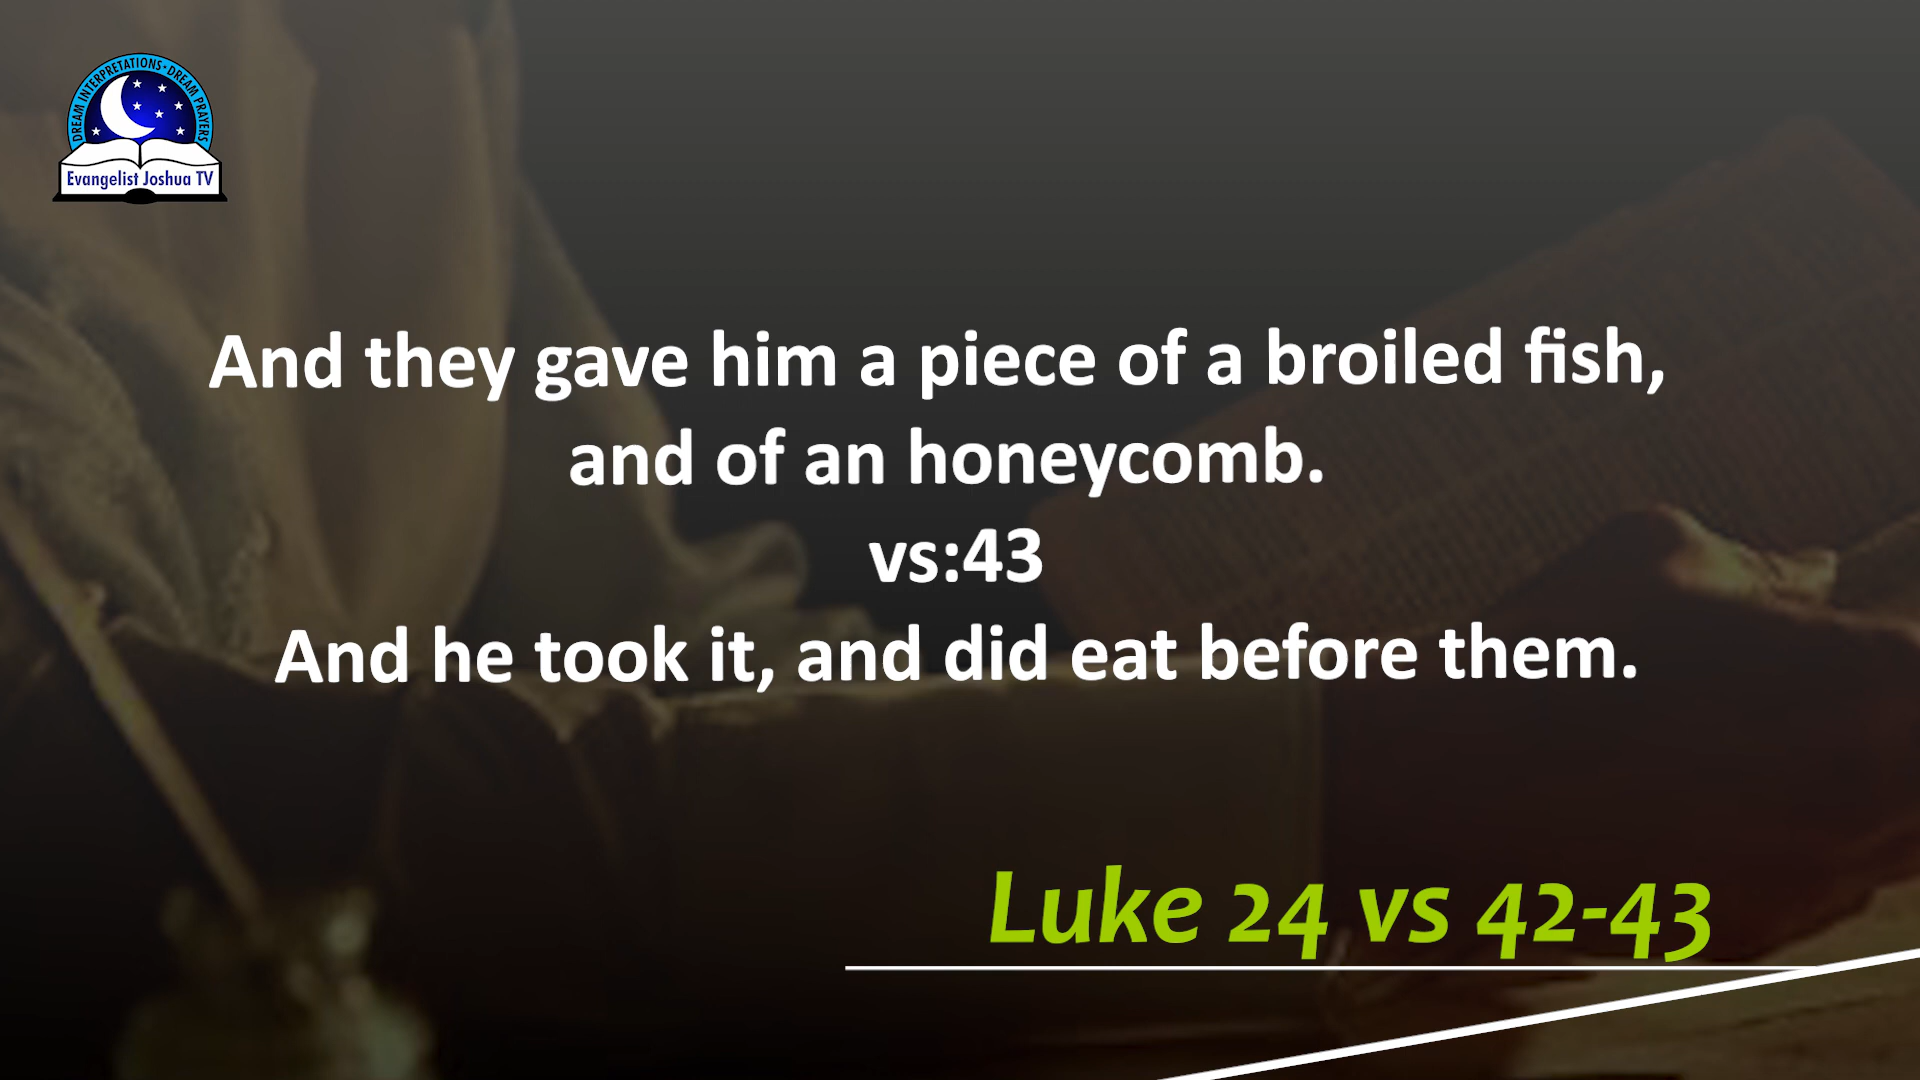 DREAM INTERPRETATIONS • DREAM PRAYERS
Evangelist Joshua TV
And they gave him a piece of a broiled fish,
and of an honeycomb.
vs:43
And he took it, and did eat before them.
Luke 24 vs 42-43